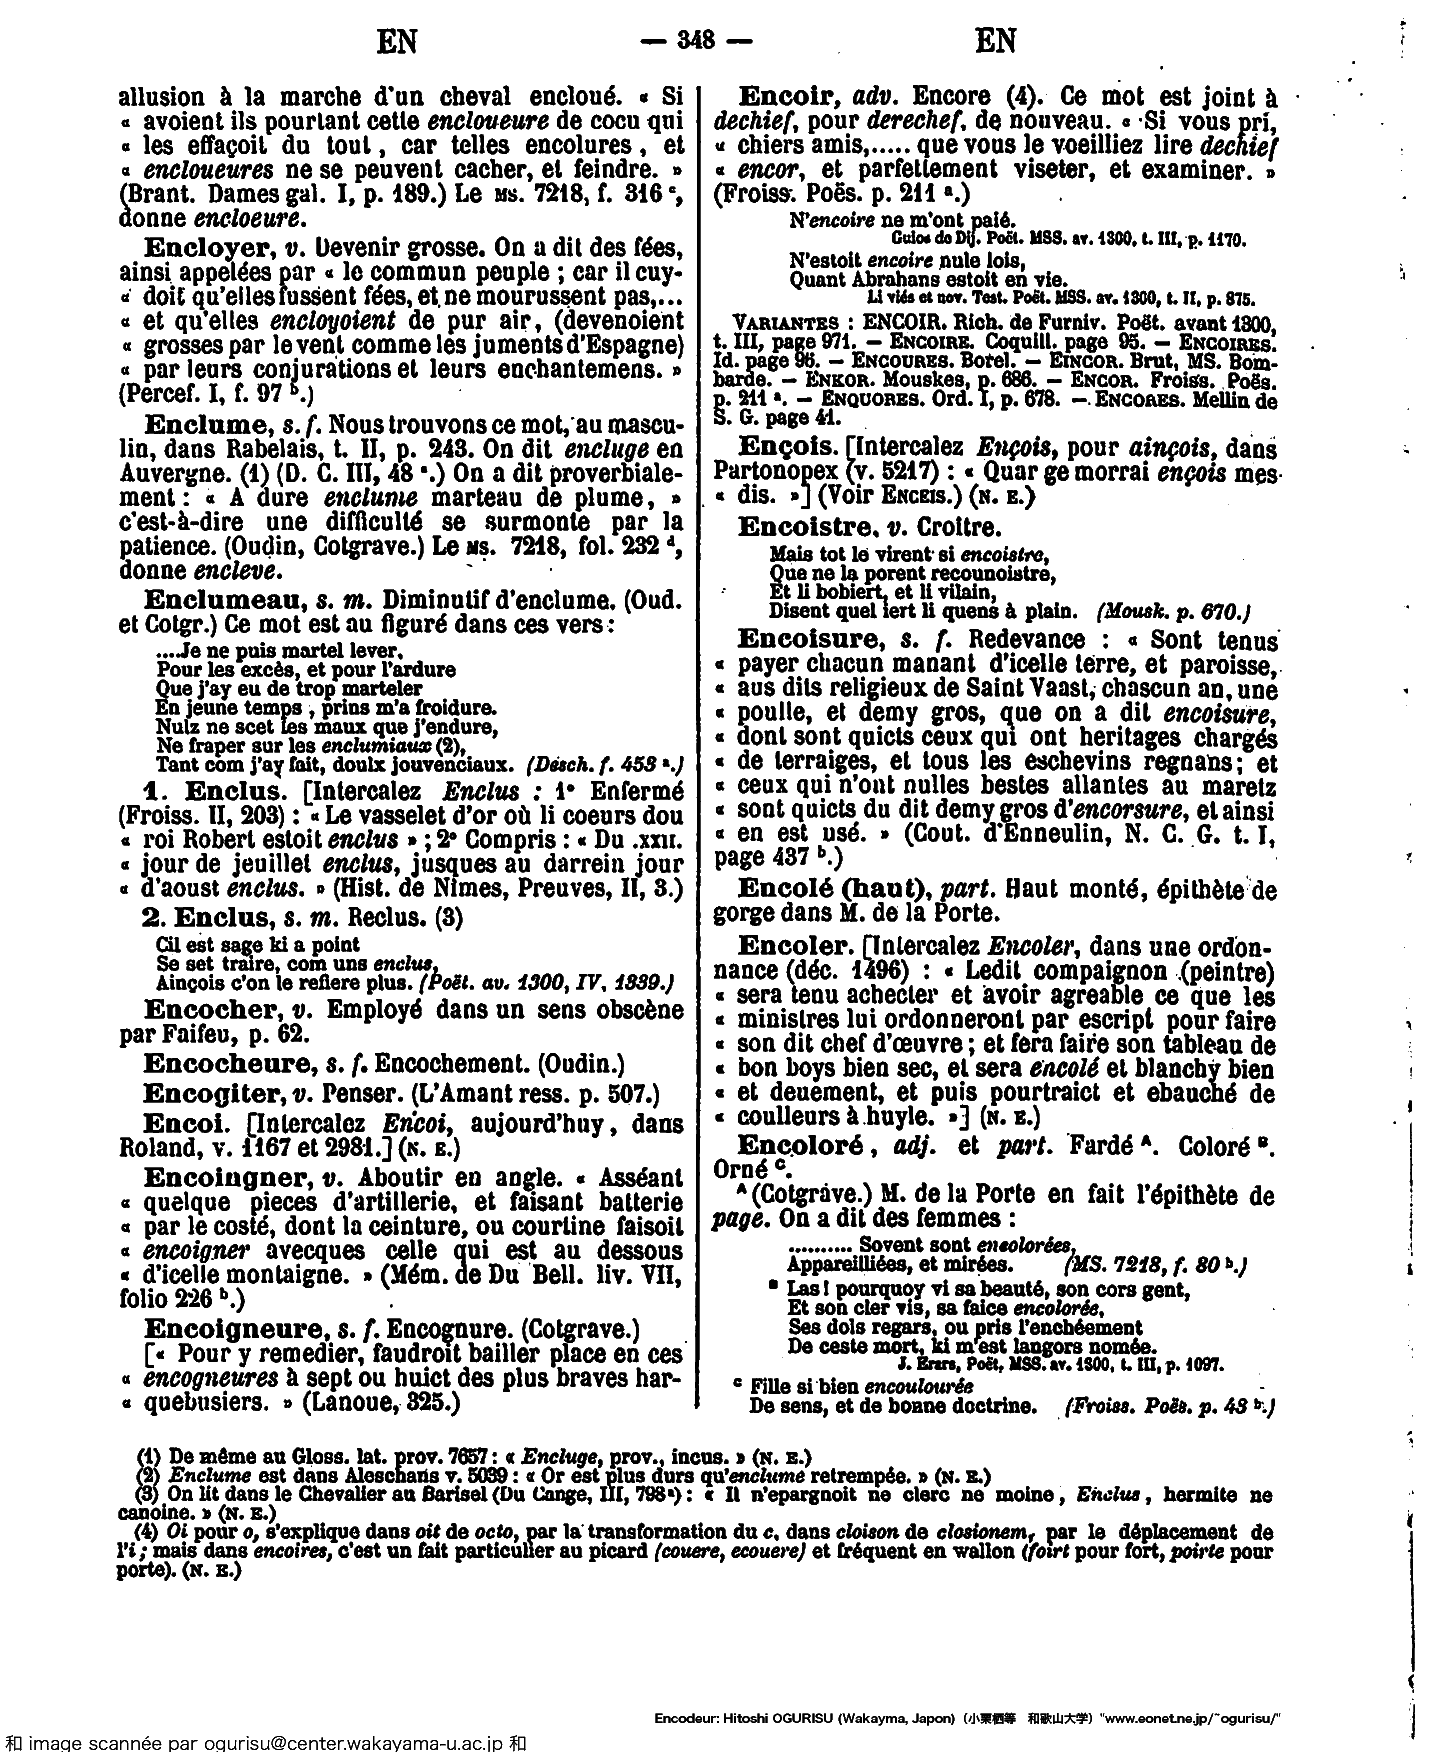 EN
— 348 —
EN
allusion à la marche d'un cheval encloué. « Si
« avoient ils pourtant cette encloueure de cocu qui
« les effaçoit du tout, car telles encolures, et
« encloueures ne se peuvent cacher, et feindre. »
(Brant. Dames gal. I, p. 189.) Le MS. 7218, f. 316 c,
donne encloeure.
Encloyer, v. Devenir grosse. On a dit des fées,
ainsi appelées par « le commun peuple ; car il cuy-
« doit qu'elles fussent fées, et ne mourussent pas,...
« et qu'elles encloyoient de pur air, (devenoient
« grosses par le vent comme les juments d'Espagne)
« par leurs conjurations et leurs enchantemens. »
(Percef. I, f. 97 b.)
Enclume, s. f. Nous trouvons ce mot, au mascu-
lin, dans Rabelais, t. II, p. 243. On dit encluge en
Auvergne. (1) (D. C. III, 48 a.) On a dit proverbiale-
ment : « A dure enclume marteau de plume, »
c'est-à-dire une difficulté se surmonte par la
patience. (Oudin, Cotgrave.) Le MS. 7218, fol. 232 d,
donne encleve.
Enclumeau, s. m. Diminutif d'enclume. (Oud.
et Cotgr.) Ce mot est au figuré dans ces vers :
....Je ne puis martel lever,
Pour les excès, et pour l'ardure
Que j'ay eu de trop marteler
En jeune temps, prins m'a froidure.
Nulz ne scet les maux que j'endure,
Ne fraper sur les enclumiaux (2),
Tant com j'ay fait, doulx jouvenciaux. (Desch. f. 453 a.)
1. Enclus. [Intercalez Enclus : 1° Enfermé
(Froiss. II, 203) : « Le vasselet d'or où li coeurs dou
« roi Robert estoit enclus » ; 2° Compris : « Du .XXII.
« jour de jeuillet enclus, jusques au darrein jour
« d'aoust enclus. » (Hist. de Nîmes, Preuves, II, 3.)
2. Enclus, s. m. Reclus. (3)
Cil est sage ki a point
Se set traire, com uns enclus,
Ainçois c'on le refiere plus. (Poët. av. 1300, IV, 1339.)
Encocher, v. Employé dans un sens obscène
par Faifeu, p. 62.
Encocheure, s. f. Encochement. (Oudin.)
Encogiter, v. Penser. (L'Amant ress. p. 507.)
Encoi. [Intercalez Encoi, aujourd'huy, dans
Roland, v. 1167 et 2981.] (N. E.)
Encoingner, v. Aboutir en angle. « Asséant
« quelque pieces d'artillerie, et faisant batterie
« par le costé, dont la ceinture, ou courtine faisoit
« encoigner avecques celle qui est au dessous
« d'icelle montaigne. » (Mém. de Du Bell. liv. VII,
folio 226 b.)
Encoigneure, s. f. Encognure. (Cotgrave.)
[« Pour y remedier, faudroit bailler place en ces
« encogneures à sept ou huict des plus braves har-
« quebusiers. » (Lanoue, 325.)
Encoir, adv. Encore (4). Ce mot est joint à
dechief, pour derechef, de nouveau. « Si vous pri,
« chiers amis,..... que vous le voeilliez lire dechief
« encor, et parfettement viseter, et examiner. »
(Froiss. Poës. p. 211 a.)
N'encoire ne m'ont paié.
Guios de Dij. Poët. MSS. av. 1300, t. III, p. 1170.
N'estoit encoire nule lois,
Quant Abrahans estoit en vie.
Li viés et nov. Test. Poët. MSS. av. 1300, t. II, p. 875.
VARIANTES : ENCOIR. Rich. de Furniv. Poët. avant 1300,
t. III, page 971. — ENCOIRE. Coquill. page 95. — ENCOIRES.
Id. page 96. — ENCOURES. Borel. — EINCOR. Brut, MS. Bom-
barde. — ENKOR. Mouskes, p. 686. — ENCOR. Froiss. Poës.
p. 211 a. — ENQUORES. Ord. I, p. 678. — ENCOARES. Mellin de
S. G. page 41.
Ençois. [Intercalez Ençois, pour ainçois, dans
Partonopex (v. 5217) : « Quar ge morrai ençois mes
« dis. »] (Voir ENCEIS.) (N. E.)
Encoistre, v. Croître.
Mais tot le virent si encoistre,
Que ne la porent recounoistre,
Et li bobiert, et li vilain,
Disent quel iert li quens à plain. (Mousk. p. 670.)
Encoisure, s. f. Redevance : « Sont tenus
« payer chacun manant d'icelle terre, et paroisse,
« aus dits religieux de Saint Vaast, chascun an, une
« poulle, et demy gros, que on a dit encoisure,
« dont sont quicts ceux qui ont heritages chargés
« de terraiges, et tous les eschevins regnans ; et
« ceux qui n'ont nulles bestes allantes au maretz
« sont quicts du dit demy gros d'encorsure, et ainsi
« en est usé. » (Cout. d'Enneulin, N. C. G. t. I,
page 437 b.)
Encolé (haut), part. Haut monté, épithète de
gorge dans M. de la Porte.
Encoler. [Intercalez Encoler, dans une ordon-
nance (déc. 1496) : « Ledit compaignon (peintre)
« sera tenu achecter et avoir agreable ce que les
« ministres lui ordonneront par escript pour faire
« son dit chef d'œuvre ; et fera faire son tableau de
« bon boys bien sec, et sera encolé et blanchy bien
« et deuement, et puis pourtraict et ebauché de
« coulleurs à huyle. »] (N. E.)
Encoloré, adj. et part. Fardé A. Coloré B.
Orné C.
A (Cotgrave.) M. de la Porte en fait l'épithète de
page. On a dit des femmes :
.......... Sovent sont encolorées,
Appareilliées, et mirées. (MS. 7218, f. 80 b.)
B Las! pourquoy vi sa beauté, son cors gent,
Et son cler vis, sa faice encolorée,
Ses dols regars, ou pris l'enchéement
De ceste mort, ki m'est langors nomée.
J. Erars, Poët. MSS. av. 1300, t. III, p. 1097.
C Fille si bien encoulourée
De sens, et de bonne doctrine. (Froiss. Poës. p. 43 b.)
(1) De même au Gloss. lat. prov. 7657 : « Encluge, prov., incus. » (N. E.)
(2) Enclume est dans Aleschans v. 5039 : « Or est plus durs qu'enclume retrempée. » (N. E.)
(3) On lit dans le Chevalier au Barisel (Du Cange, III, 798 a) : « Il n'epargnoit ne clerc ne moine, Enclus, hermite ne
canoine. » (N. E.)
(4) Oi pour o, s'explique dans oit de octo, par la transformation du c, dans cloison de closionem, par le déplacement de
l'i ; mais dans encoires, c'est un fait particulier au picard (couere, ecouere) et fréquent en wallon (foirt pour fort, poirte pour
porte). (N. E.)
Encodeur: Hitoshi OGURISU (Wakayma, Japon) (小栗栖等 和歌山大学) "www.eonet.ne.jp/~ogurisu/"
和 image scannée par ogurisu@center.wakayama-u.ac.jp 和